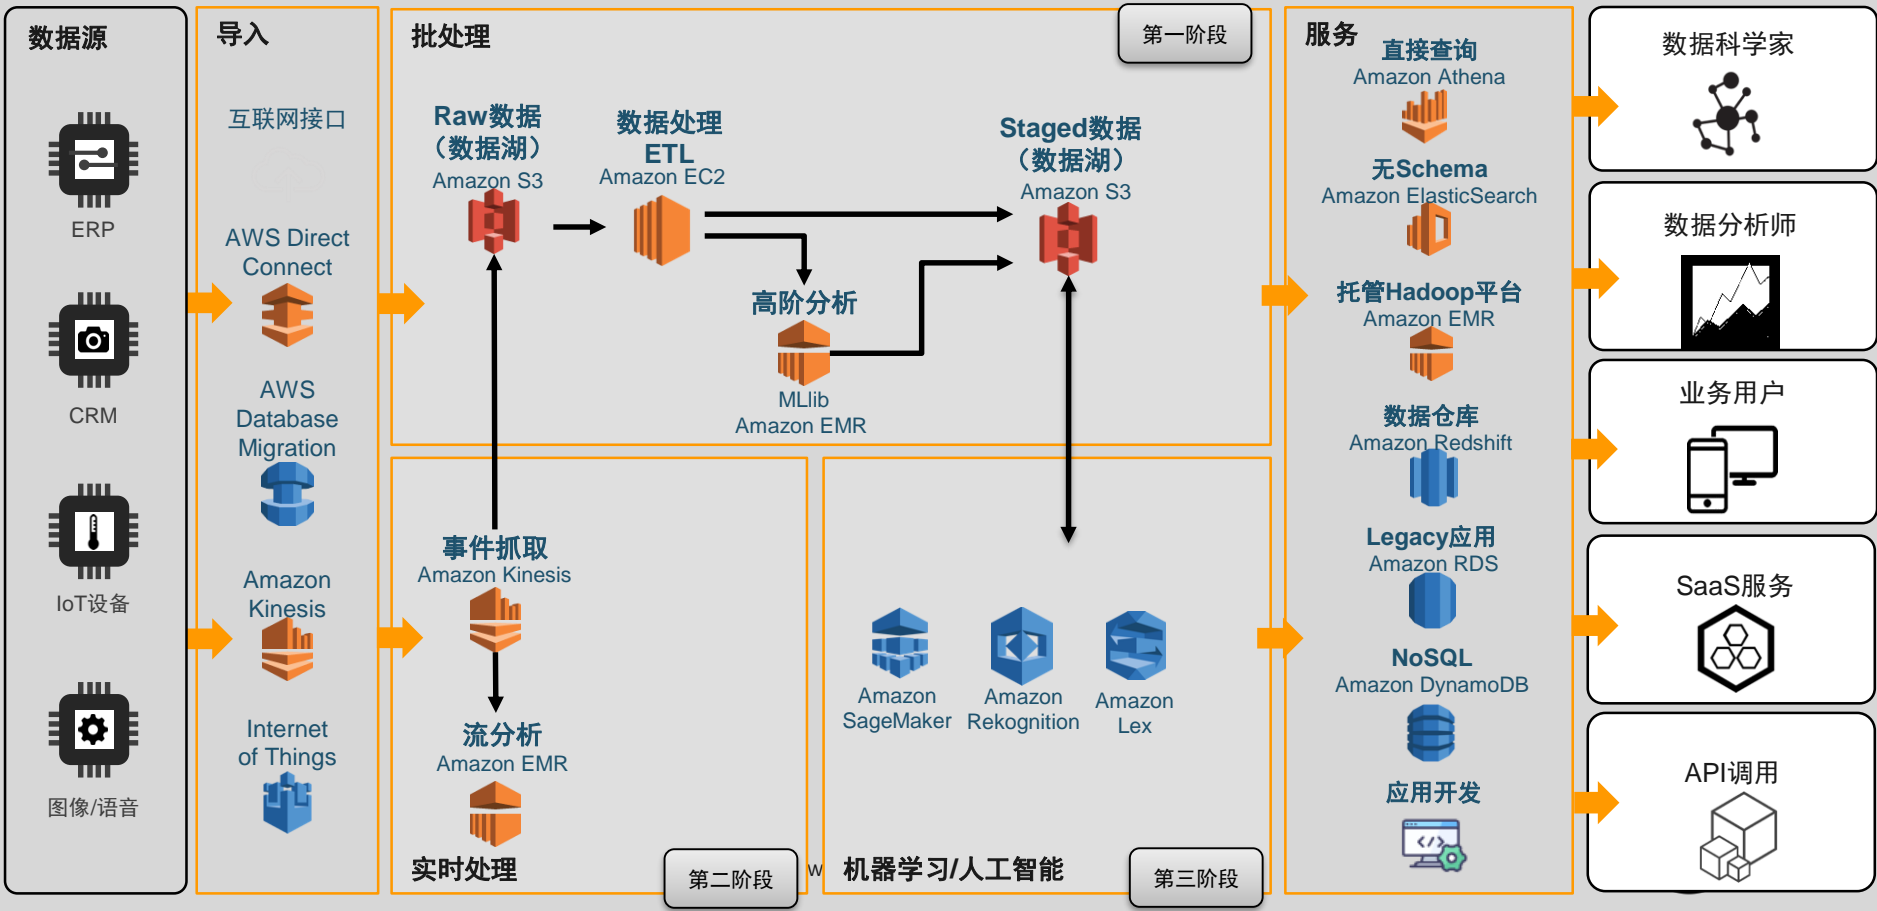 数据源
ERP
CRM
IoT设备
图像/语音
导入
互联网接口
AWS Direct
Connect
AWS
Database
Migration
Amazon
Kinesis
Internet
of Things
批处理
第一阶段
Raw数据
（数据湖）
Amazon S3
数据处理
ETL
Amazon EC2
Staged数据
（数据湖）
Amazon S3
高阶分析
MLlib
Amazon EMR
事件抓取
Amazon Kinesis
流分析
Amazon EMR
实时处理
第二阶段
w
Amazon
SageMaker
Amazon
Rekognition
Amazon
Lex
机器学习/人工智能
第三阶段
服务
直接查询
Amazon Athena
无Schema
Amazon ElasticSearch
托管Hadoop平台
Amazon EMR
数据仓库
Amazon Redshift
Legacy应用
Amazon RDS
NoSQL
Amazon DynamoDB
应用开发
数据科学家
数据分析师
业务用户
SaaS服务
API调用